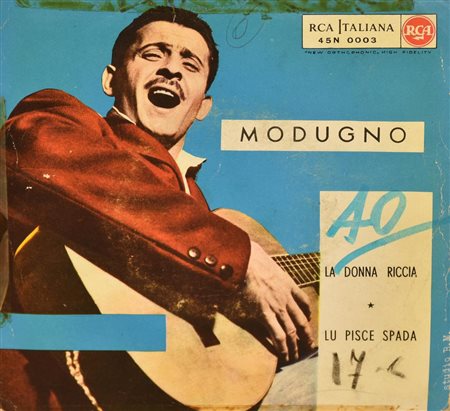 RCA ITALIANA
45N 0003
RCA
"NEW ORTHOPHONIC" HIGH FIDELITY
MODUGNO
40
LA DONNA RICCIA
★
LU PISCE SPADA
17